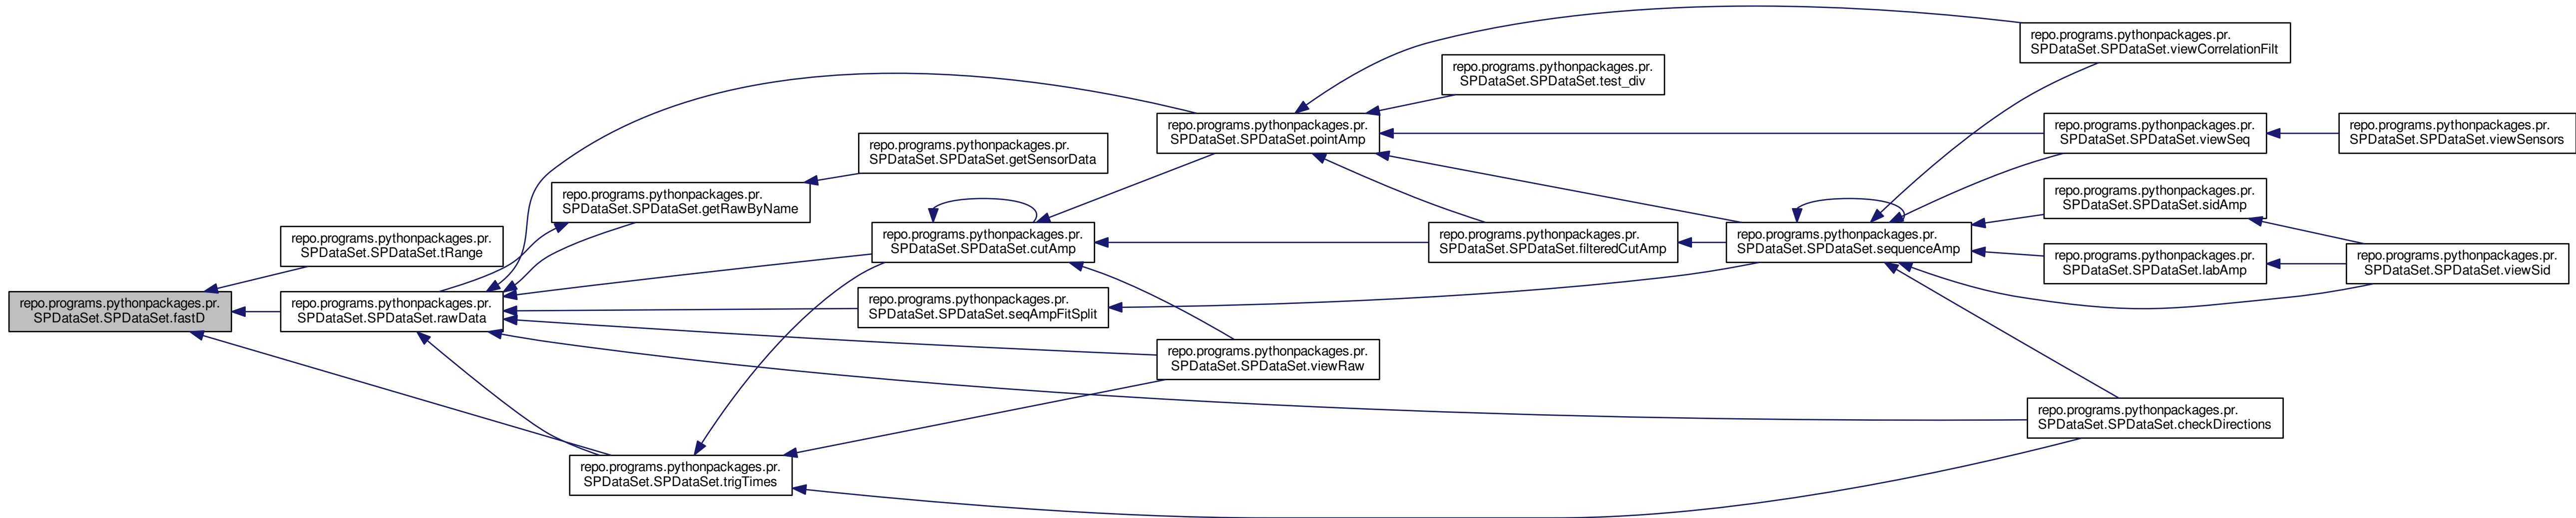 repo.programs.pythonpackages.pr.
SPDataSet.SPDataSet.fastD
repo.programs.pythonpackages.pr.
SPDataSet.SPDataSet.tRange
repo.programs.pythonpackages.pr.
SPDataSet.SPDataSet.rawData
repo.programs.pythonpackages.pr.
SPDataSet.SPDataSet.getRawByName
repo.programs.pythonpackages.pr.
SPDataSet.SPDataSet.trigTimes
repo.programs.pythonpackages.pr.
SPDataSet.SPDataSet.getSensorData
repo.programs.pythonpackages.pr.
SPDataSet.SPDataSet.cutAmp
repo.programs.pythonpackages.pr.
SPDataSet.SPDataSet.seqAmpFitSplit
repo.programs.pythonpackages.pr.
SPDataSet.SPDataSet.pointAmp
repo.programs.pythonpackages.pr.
SPDataSet.SPDataSet.viewRaw
repo.programs.pythonpackages.pr.
SPDataSet.SPDataSet.test_div
repo.programs.pythonpackages.pr.
SPDataSet.SPDataSet.filteredCutAmp
repo.programs.pythonpackages.pr.
SPDataSet.SPDataSet.sequenceAmp
repo.programs.pythonpackages.pr.
SPDataSet.SPDataSet.viewCorrelationFilt
repo.programs.pythonpackages.pr.
SPDataSet.SPDataSet.viewSeq
repo.programs.pythonpackages.pr.
SPDataSet.SPDataSet.sidAmp
repo.programs.pythonpackages.pr.
SPDataSet.SPDataSet.labAmp
repo.programs.pythonpackages.pr.
SPDataSet.SPDataSet.checkDirections
repo.programs.pythonpackages.pr.
SPDataSet.SPDataSet.viewSensors
repo.programs.pythonpackages.pr.
SPDataSet.SPDataSet.viewSid